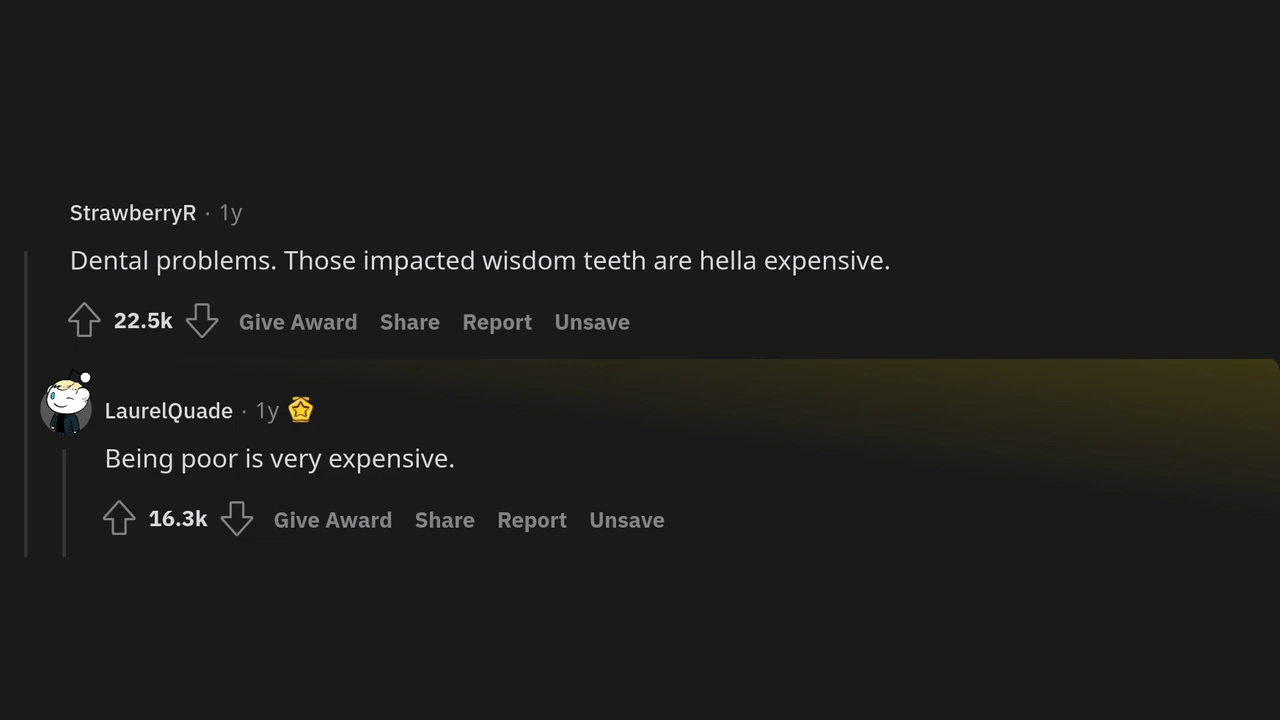 StrawberryR · 1y
Dental problems. Those impacted wisdom teeth are hella expensive.
22.5k Give Award Share Report Unsave
LaurelQuade · 1y
Being poor is very expensive.
16.3k Give Award Share Report Unsave